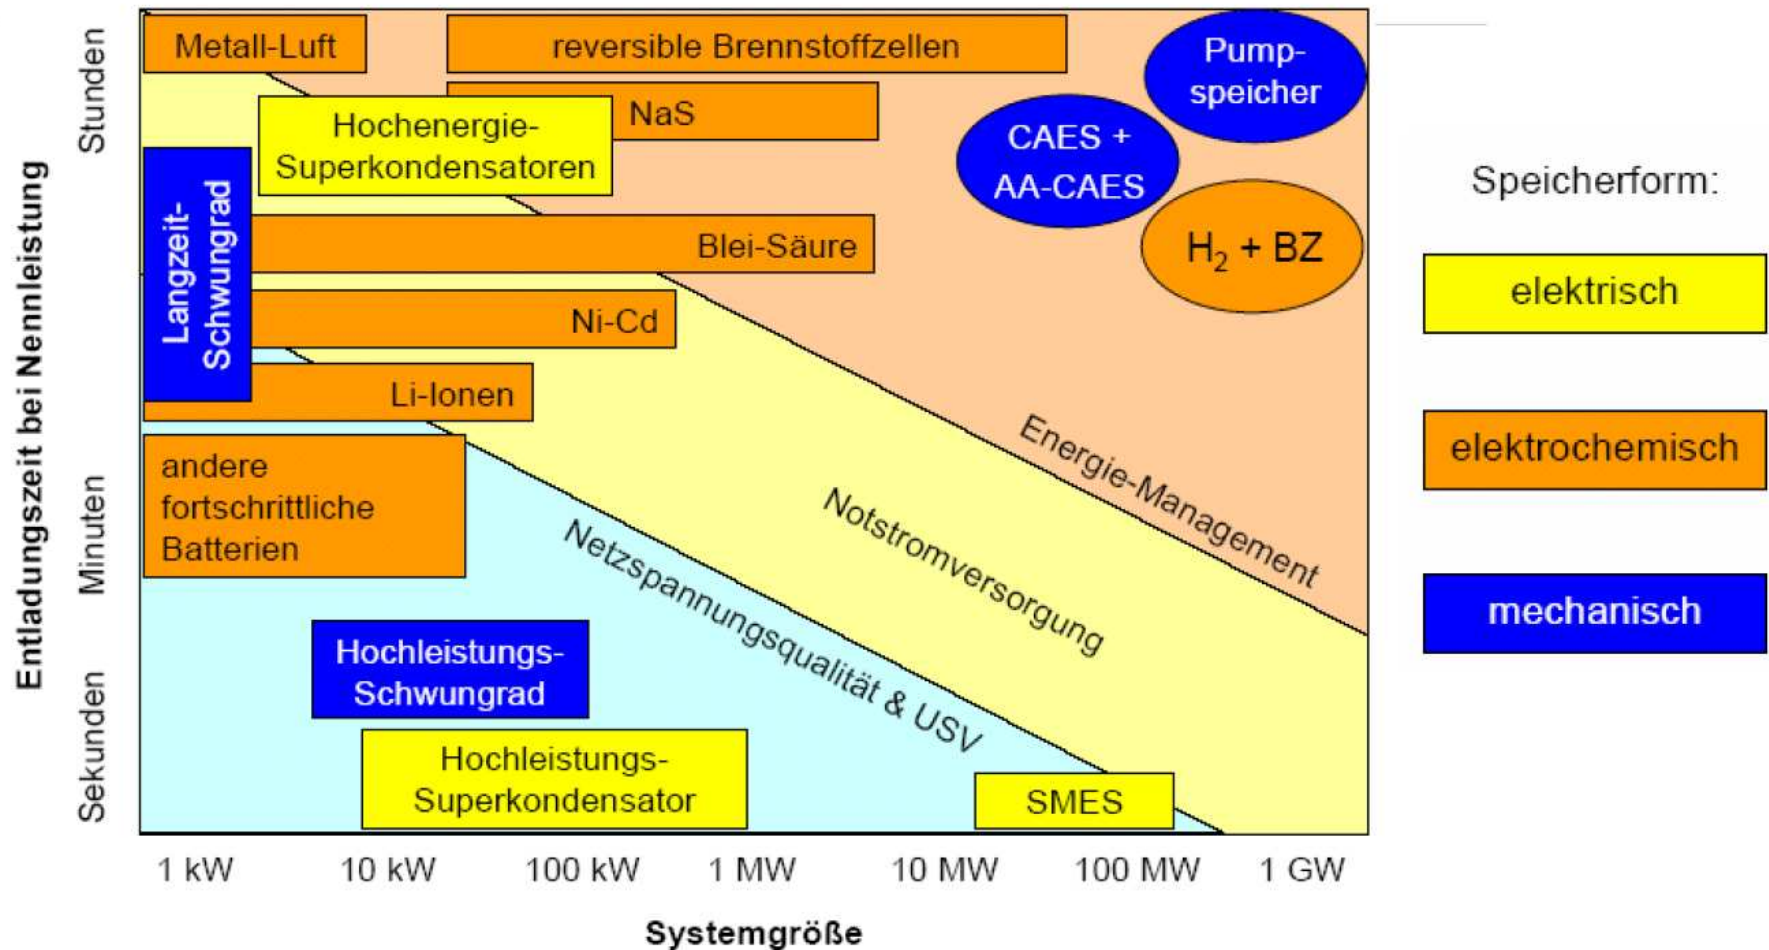 Entladungszeit bei Nennleistung
Stunden
Minuten
Sekunden
Metall-Luft
reversible Brennstoffzellen
Pump-
speicher
NaS
Hochenergie-
Superkondensatoren
CAES +
AA-CAES
Langzeit-
Schwungrad
Blei-Säure
H₂ + BZ
Ni-Cd
Li-Ionen
andere
fortschrittliche
Batterien
Energie-Management
Notstromversorgung
Netzspannungsqualität & USV
Hochleistungs-
Schwungrad
Hochleistungs-
Superkondensator
SMES
1 kW
10 kW
100 kW
1 MW
10 MW
100 MW
1 GW
Systemgröße
Speicherform:
elektrisch
elektrochemisch
mechanisch